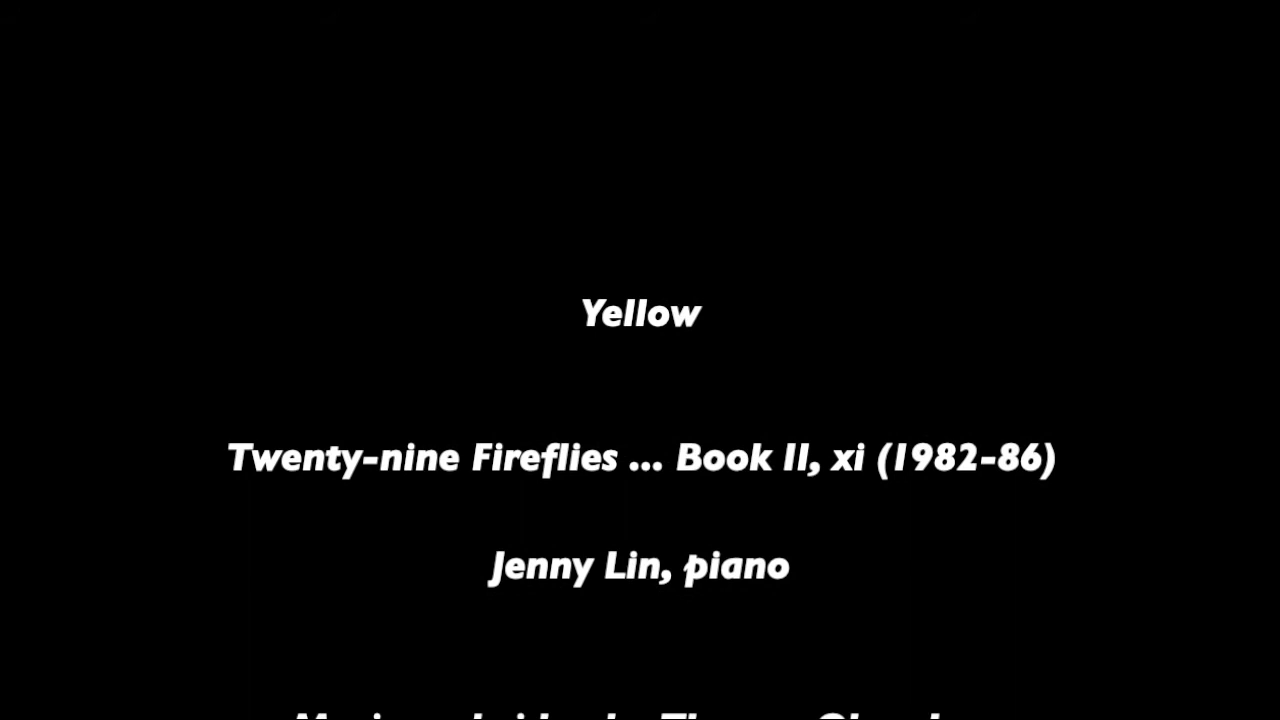 Yellow
Twenty-nine Fireflies ... Book II, xi (1982-86)
Jenny Lin, piano